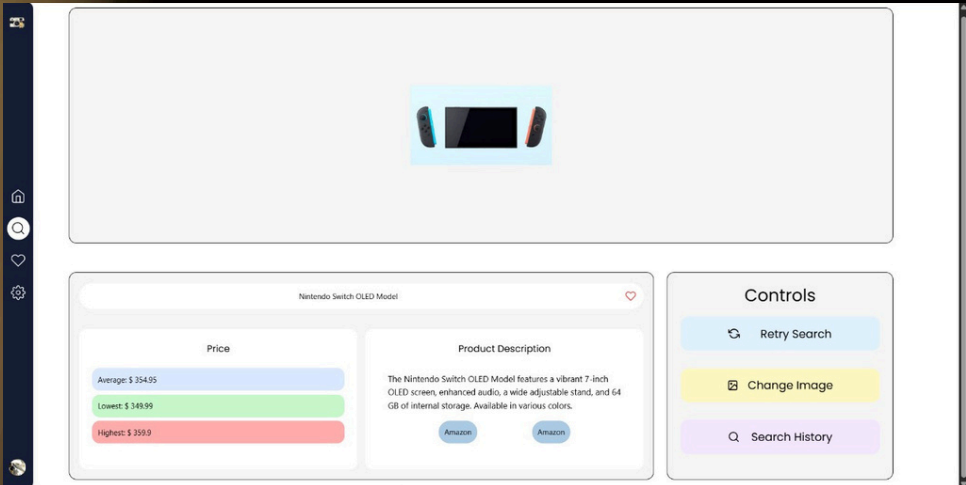 Nintendo Switch OLED Model
Price
Average: $ 354.95
Lowest: $ 349.99
Highest: $ 359.9
Product Description
The Nintendo Switch OLED Model features a vibrant 7-inch
OLED screen, enhanced audio, a wide adjustable stand, and 64
GB of internal storage. Available in various colors.
Amazon
Amazon
Controls
Retry Search
Change Image
Search History